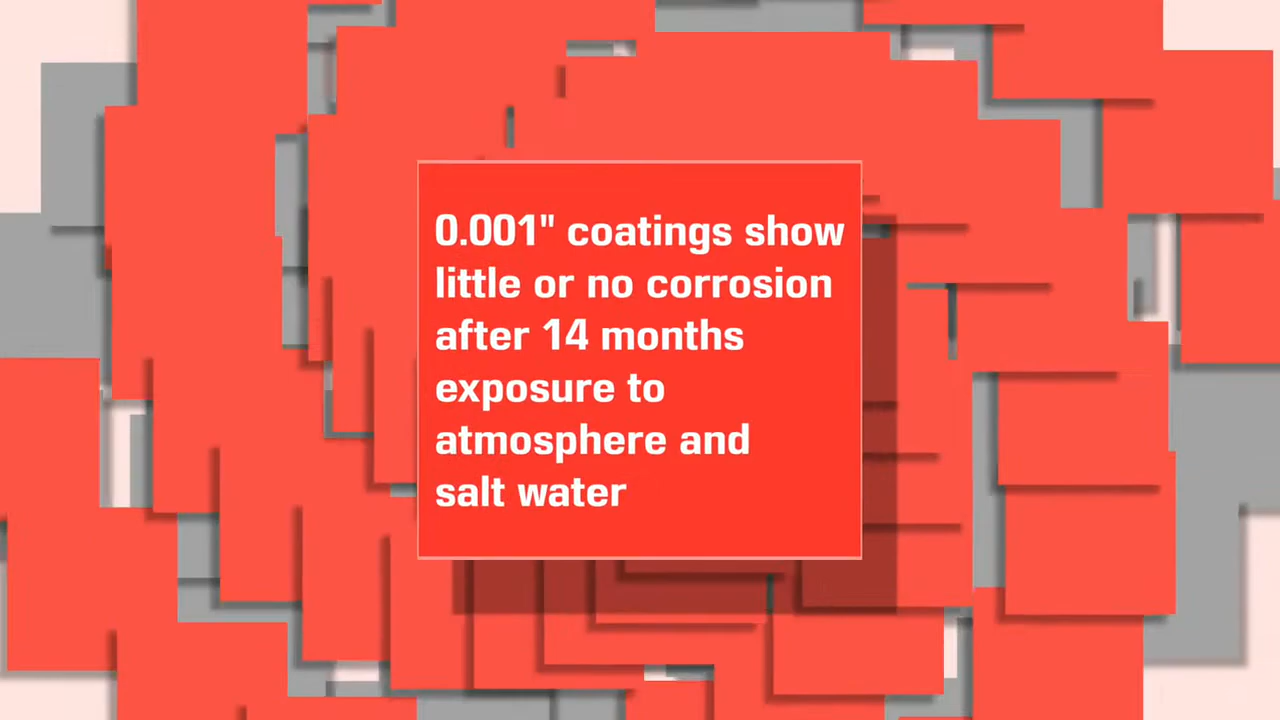 0.001" coatings show
little or no corrosion
after 14 months
exposure to
atmosphere and
salt water